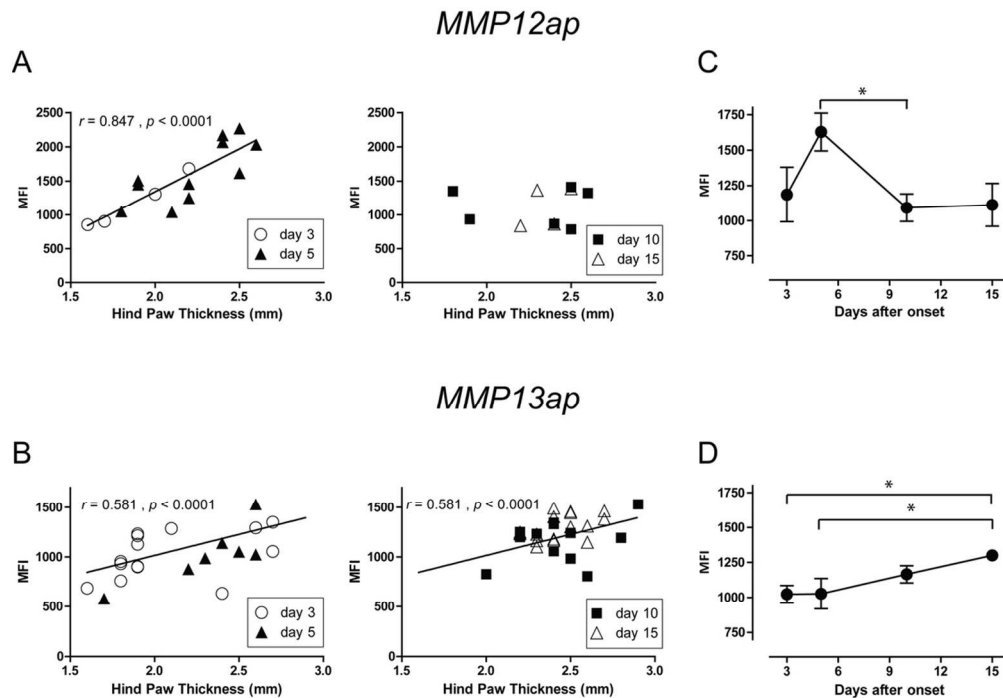 MMP12ap
A
C
r = 0.847 , p < 0.0001
MFI
2500
2000
1500
1000
500
0
1.5 2.0 2.5 3.0
Hind Paw Thickness (mm)
day 3
day 5
2500
2000
1500
1000
500
0
1.5 2.0 2.5 3.0
Hind Paw Thickness (mm)
day 10
day 15
*
MFI
1750
1500
1250
1000
750
3 6 9 12 15
Days after onset
MMP13ap
B
D
r = 0.581 , p < 0.0001
MFI
1500
1000
500
0
1.5 2.0 2.5 3.0
Hind Paw Thickness (mm)
day 3
day 5
r = 0.581 , p < 0.0001
1500
1000
500
0
1.5 2.0 2.5 3.0
Hind Paw Thickness (mm)
day 10
day 15
*
*
MFI
1750
1500
1250
1000
750
3 6 9 12 15
Days after onset